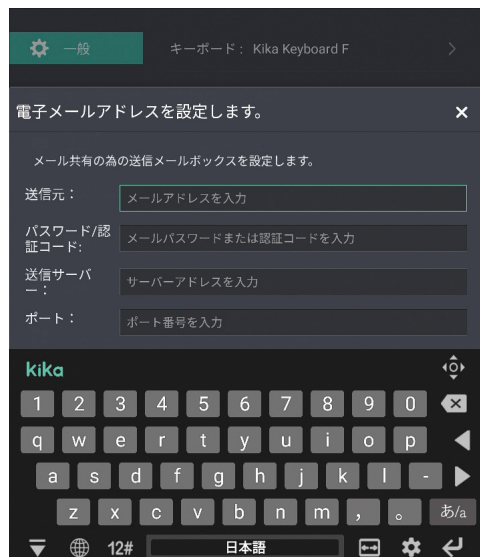 一般
キーボード： Kika Keyboard F
電子メールアドレスを設定します。
メール共有の為の送信メールボックスを設定します。
送信元：
メールアドレスを入力
パスワード/認
証コード:
メールパスワードまたは認証コードを入力
送信サーバ
ー：
サーバーアドレスを入力
ポート：
ポート番号を入力
kika
1 2 3 4 5 6 7 8 9 0
q w e r t y u i o p
a s d f g h j k l -
z x c v b n m ， 。 あ/a
12# 日本語